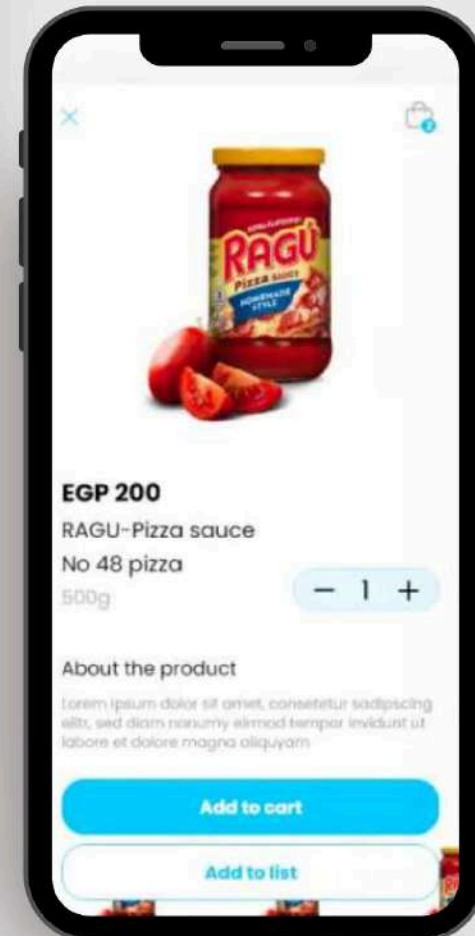 2
RAGÚ
Pizza SAUCE
HOMEMADE
STYLE
EGP 200
RAGU-Pizza sauce
No 48 pizza
500g
− 1 +
About the product
Lorem ipsum dolor sit amet, consetetur sadipscing
elitr, sed diam nonumy eirmod tempor invidunt ut
labore et dolore magna aliquyam
Add to cart
Add to list